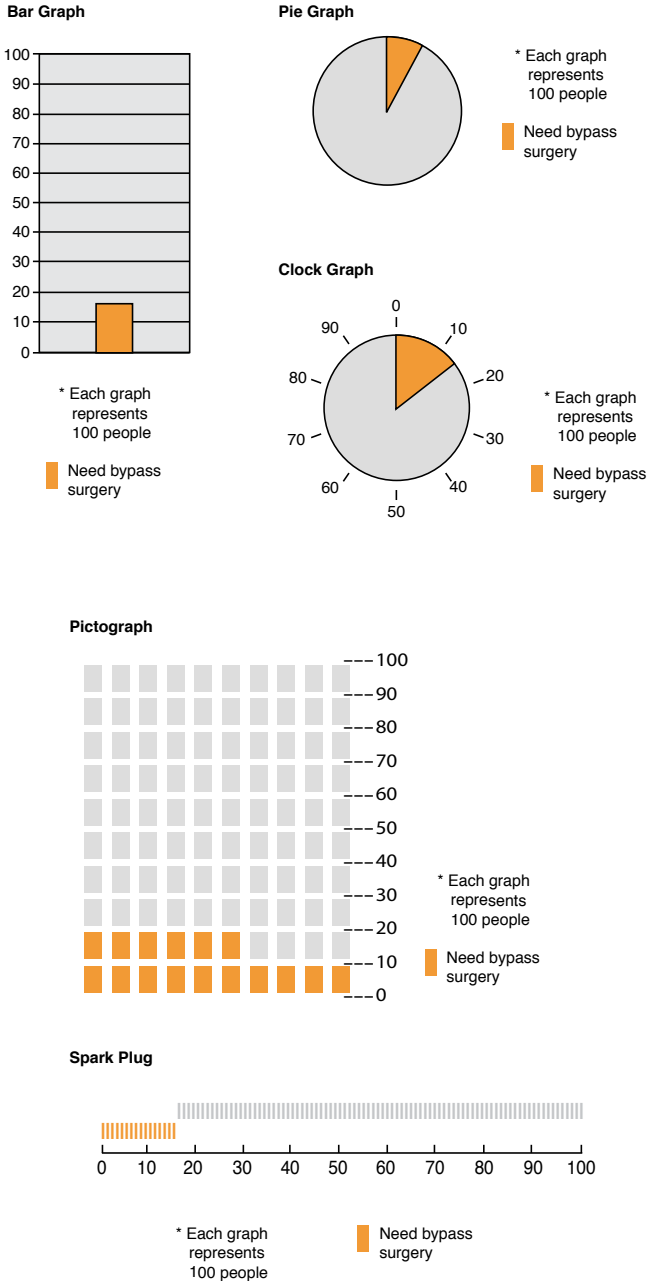 Bar Graph
100
90
80
70
60
50
40
30
20
10
0
* Each graph
represents
100 people
Need bypass
surgery
Pie Graph
* Each graph
represents
100 people
Need bypass
surgery
Clock Graph
0
10
20
30
40
50
60
70
80
90
* Each graph
represents
100 people
Need bypass
surgery
Pictograph
100
90
80
70
60
50
40
30
20
10
0
* Each graph
represents
100 people
Need bypass
surgery
Spark Plug
0 10 20 30 40 50 60 70 80 90 100
* Each graph
represents
100 people
Need bypass
surgery